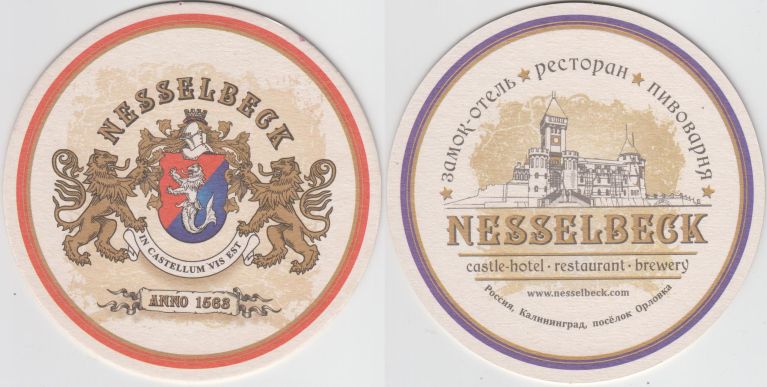 NESSELBECK
IN CASTELLUM VIS EST
ANNO 1563
замок-отель ★ ресторан ★ пивоварня
NESSELBECK
castle-hotel · restaurant · brewery
www.nesselbeck.com
Россия, Калининград, посёлок Орловка